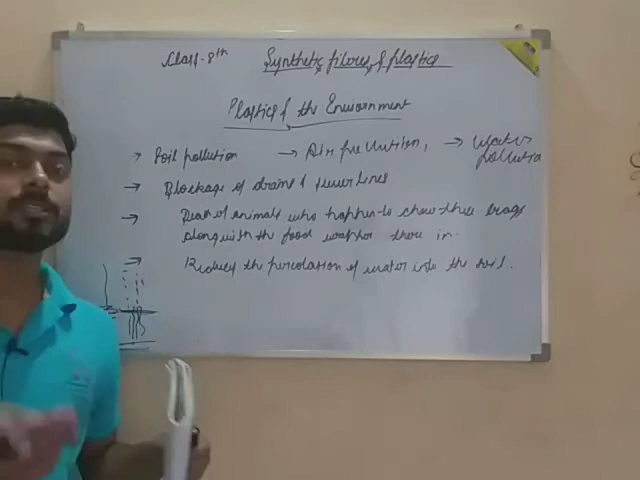 Class-8th Synthetic fibres & plastics
Plastics & the Environment
→ Soil pollution → Air pollution, → Water pollution
→ Blockage of drains & sewer lines
→ Death of animals who happen to chew these bags
along with the food wrapped there in.
→ Reduces the percolation of water into the soil.